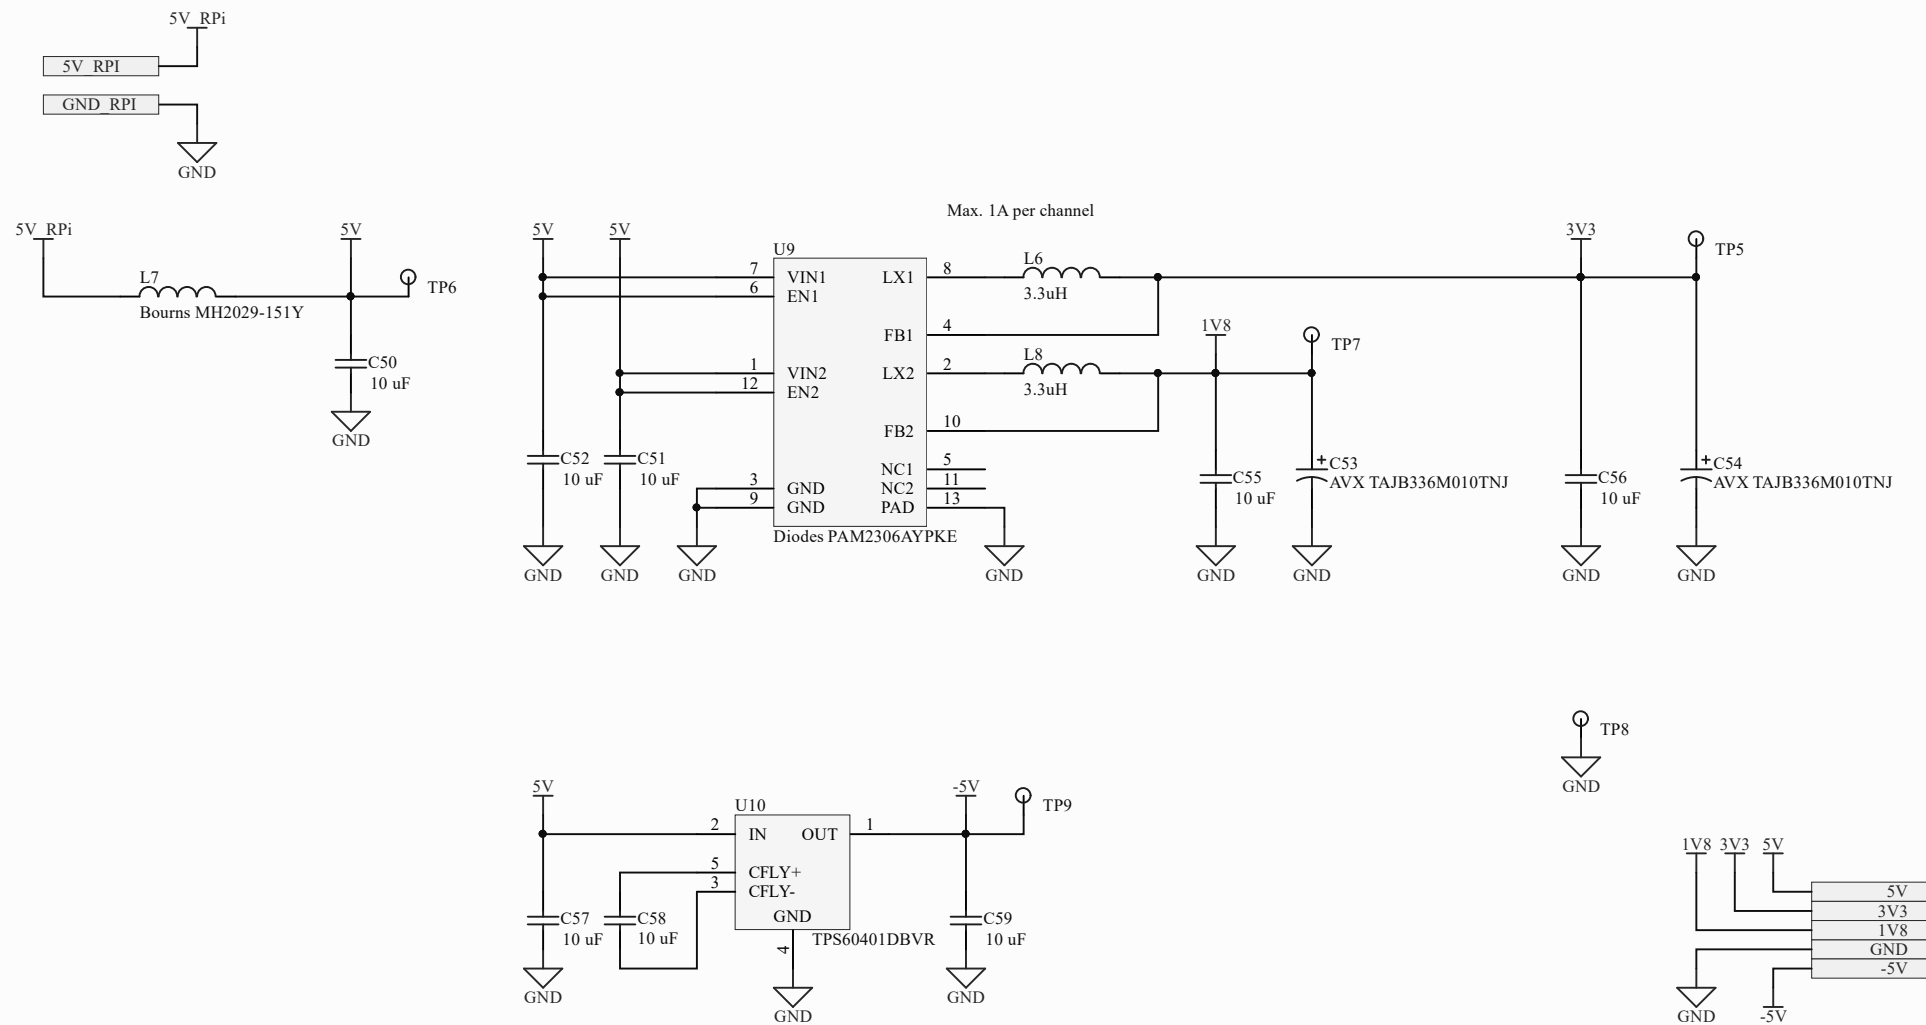 5V_RPi
5V_RPI
GND_RPI
GND
5V_RPi
5V
L7
TP6
Bourns MH2029-151Y
C50
10 uF
GND
Max. 1A per channel
5V
5V
U9
7
VIN1
6
EN1
1
VIN2
12
EN2
3
GND
9
GND
LX1
8
FB1
4
LX2
2
FB2
10
NC1
5
NC2
11
PAD
13
Diodes PAM2306AYPKE
L6
3.3uH
L8
3.3uH
1V8
TP7
3V3
TP5
C52
10 uF
C51
10 uF
C55
10 uF
+
C53
AVX TAJB336M010TNJ
C56
10 uF
+
C54
AVX TAJB336M010TNJ
GND
GND
GND
GND
GND
GND
GND
GND
TP8
GND
5V
U10
2
IN
OUT
1
5
CFLY+
3
CFLY-
GND
4
TPS60401DBVR
-5V
TP9
C57
10 uF
C58
10 uF
C59
10 uF
GND
GND
GND
1V8 3V3 5V
5V
3V3
1V8
GND
-5V
GND
-5V